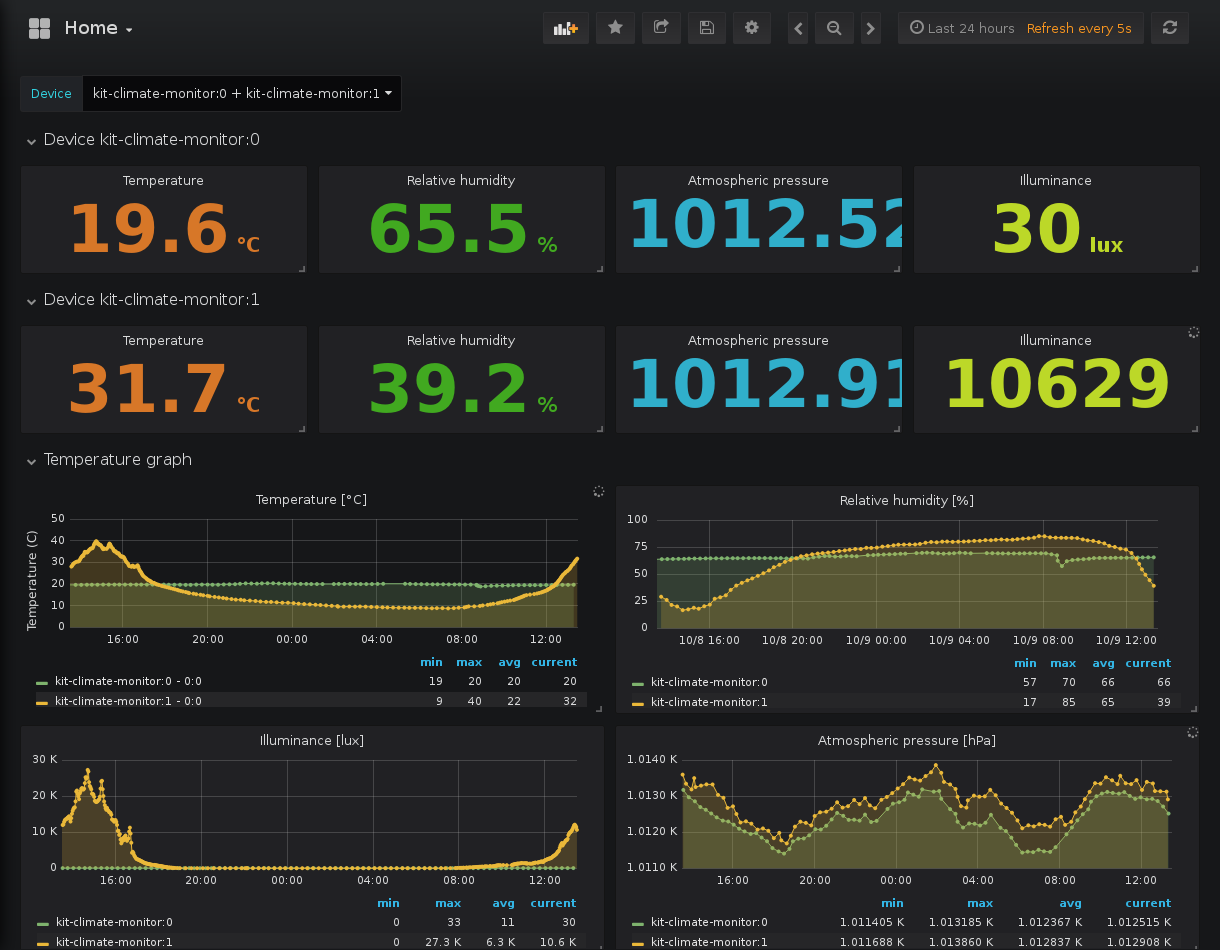 Home
Last 24 hours Refresh every 5s
Device kit-climate-monitor:0 + kit-climate-monitor:1
Device kit-climate-monitor:0
Temperature
19.6 °C
Relative humidity
65.5 %
Atmospheric pressure
1012.52
Illuminance
30 lux
Device kit-climate-monitor:1
Temperature
31.7 °C
Relative humidity
39.2 %
Atmospheric pressure
1012.91
Illuminance
10629
Temperature graph
Temperature [°C]
Temperature (C)
50
40
30
20
10
0
16:00 20:00 00:00 04:00 08:00 12:00
min max avg current
kit-climate-monitor:0 - 0:0 19 20 20 20
kit-climate-monitor:1 - 0:0 9 40 22 32
Relative humidity [%]
100
75
50
25
0
10/8 16:00 10/8 20:00 10/9 00:00 10/9 04:00 10/9 08:00 10/9 12:00
min max avg current
kit-climate-monitor:0 57 70 66 66
kit-climate-monitor:1 17 85 65 39
Illuminance [lux]
30 K
20 K
10 K
0
16:00 20:00 00:00 04:00 08:00 12:00
min max avg current
kit-climate-monitor:0 0 33 11 30
kit-climate-monitor:1 0 27.3 K 6.3 K 10.6 K
Atmospheric pressure [hPa]
1.0140 K
1.0130 K
1.0120 K
1.0110 K
16:00 20:00 00:00 04:00 08:00 12:00
min max avg current
kit-climate-monitor:0 1.011405 K 1.013185 K 1.012367 K 1.012515 K
kit-climate-monitor:1 1.011688 K 1.013860 K 1.012837 K 1.012908 K